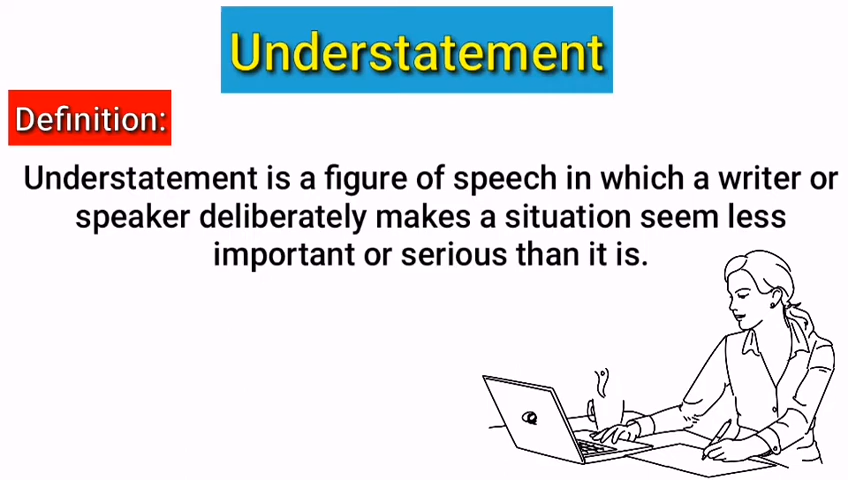 Understatement
Definition:
Understatement is a figure of speech in which a writer or
speaker deliberately makes a situation seem less
important or serious than it is.